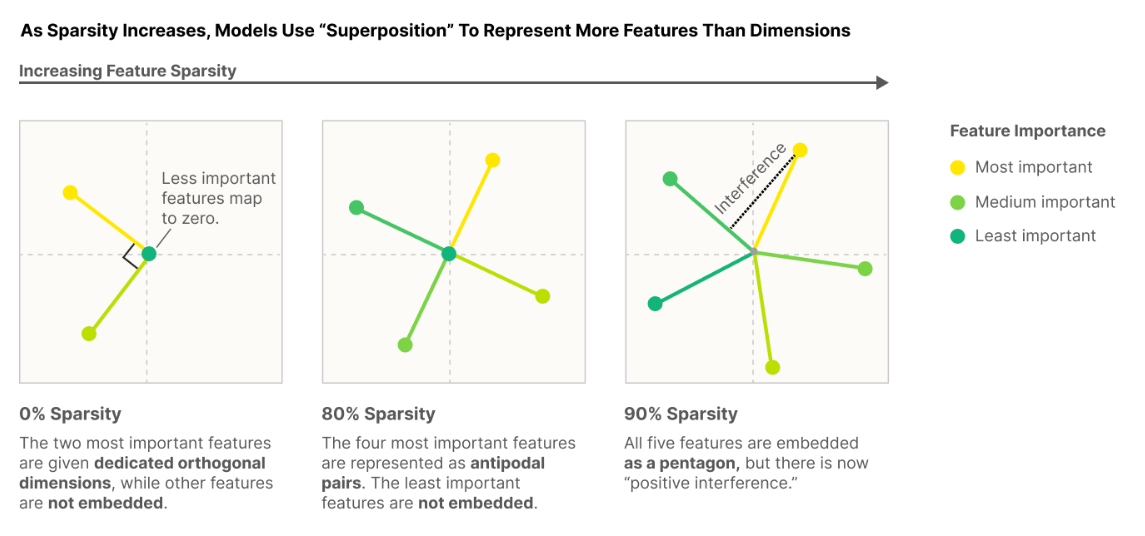 As Sparsity Increases, Models Use “Superposition” To Represent More Features Than Dimensions
Increasing Feature Sparsity
Less important
features map
to zero.
Interference
Feature Importance
Most important
Medium important
Least important
0% Sparsity
The two most important features
are given dedicated orthogonal
dimensions, while other features
are not embedded.
80% Sparsity
The four most important features
are represented as antipodal
pairs. The least important
features are not embedded.
90% Sparsity
All five features are embedded
as a pentagon, but there is now
“positive interference.”